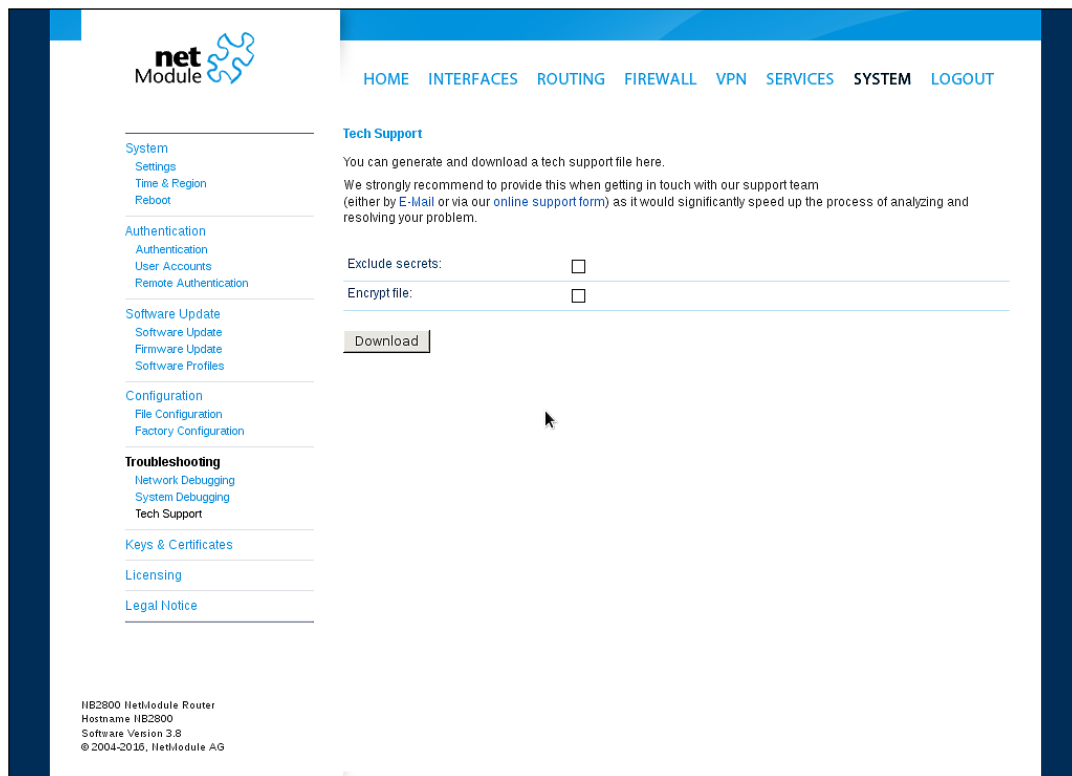 net
Module
HOME INTERFACES ROUTING FIREWALL VPN SERVICES SYSTEM LOGOUT
System
Settings
Time & Region
Reboot
Authentication
Authentication
User Accounts
Remote Authentication
Software Update
Software Update
Firmware Update
Software Profiles
Configuration
File Configuration
Factory Configuration
Troubleshooting
Network Debugging
System Debugging
Tech Support
Keys & Certificates
Licensing
Legal Notice
Tech Support
You can generate and download a tech support file here.
We strongly recommend to provide this when getting in touch with our support team
(either by E-Mail or via our online support form) as it would significantly speed up the process of analyzing and
resolving your problem.
Exclude secrets:
Encrypt file:
Download
NB2800 NetModule Router
Hostname NB2800
Software Version 3.8
© 2004-2016, NetModule AG